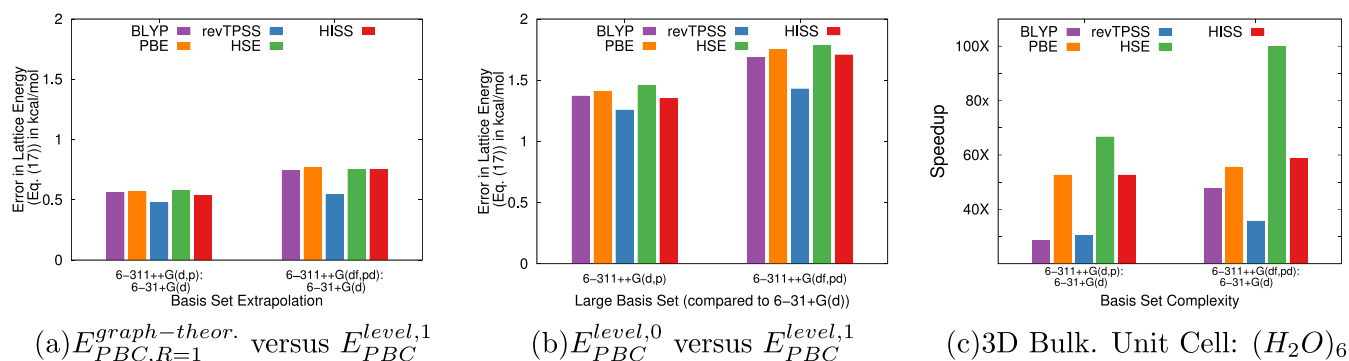 BLYP revTPSS HISS
PBE HSE
2
1.5
1
0.5
0
Error in Lattice Energy
(Eq. (17)) in kcal/mol
6−311++G(d,p):
6−31+G(d)
6−311++G(df,pd):
6−31+G(d)
Basis Set Extrapolation
(a)E^{graph−theor.}_{PBC,R=1} versus E^{level,1}_{PBC}
BLYP revTPSS HISS
PBE HSE
2
1.5
1
0.5
0
Error in Lattice Energy
(Eq. (17)) in kcal/mol
6−311++G(d,p)
6−311++G(df,pd)
Large Basis Set (compared to 6−31+G(d))
(b)E^{level,0}_{PBC} versus E^{level,1}_{PBC}
BLYP revTPSS HISS
PBE HSE
100X
80X
60X
40X
Speedup
6−311++G(d,p):
6−31+G(d)
6−311++G(df,pd):
6−31+G(d)
Basis Set Complexity
(c)3D Bulk. Unit Cell: (H_2O)_6